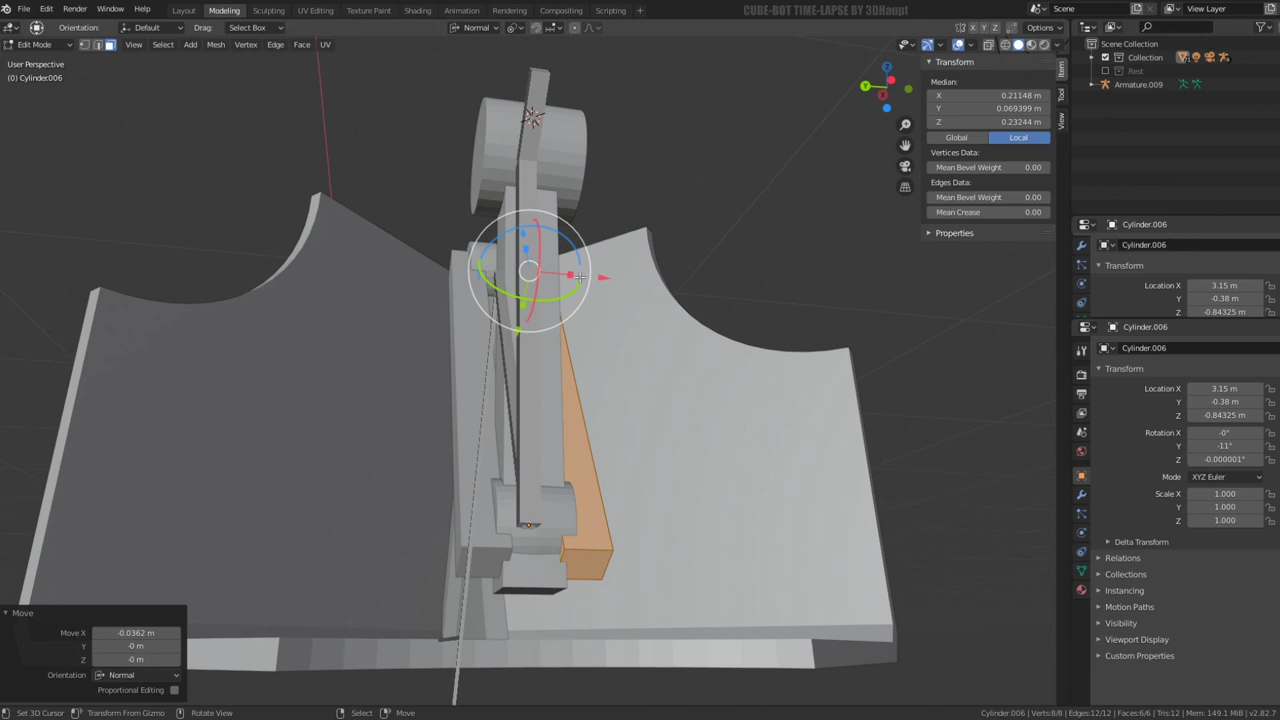 File Edit Render Window Help Layout Modeling Sculpting UV Editing Texture Paint Shading Animation Rendering Compositing Scripting CUBE-BOT TIME-LAPSE BY 3DHaupt Scene View Layer
Orientation: Default Drag: Select Box Normal X Y Z Options
Edit Mode View Select Add Mesh Vertex Edge Face UV
User Perspective
(0) Cylinder.006
Z
Y
X
Transform
Median:
X 0.21148 m
Y 0.069399 m
Z 0.23244 m
Global Local
Vertices Data:
Mean Bevel Weight 0.00
Edges Data:
Mean Bevel Weight 0.00
Mean Crease 0.00
Properties
Item
Tool
View
Scene Collection
Collection
Rest
Armature.009
Cylinder.006
Cylinder.006
Transform
Location X 3.15 m
Y -0.38 m
Z -0.84325 m
Cylinder.006
Cylinder.006
Transform
Location X 3.15 m
Y -0.38 m
Z -0.84325 m
Rotation X -0°
Y -11°
Z -0.000001°
Mode XYZ Euler
Scale X 1.000
Y 1.000
Z 1.000
Delta Transform
Relations
Collections
Instancing
Motion Paths
Visibility
Viewport Display
Custom Properties
Move
Move X -0.0362 m
Y -0 m
Z -0 m
Orientation Normal
Proportional Editing
Set 3D Cursor Transform From Gizmo Rotate View Select Move Cylinder.006 | Verts:8/8 | Edges:12/12 | Faces:6/6 | Tris:12 | Mem: 149.1 MiB | v2.82.7